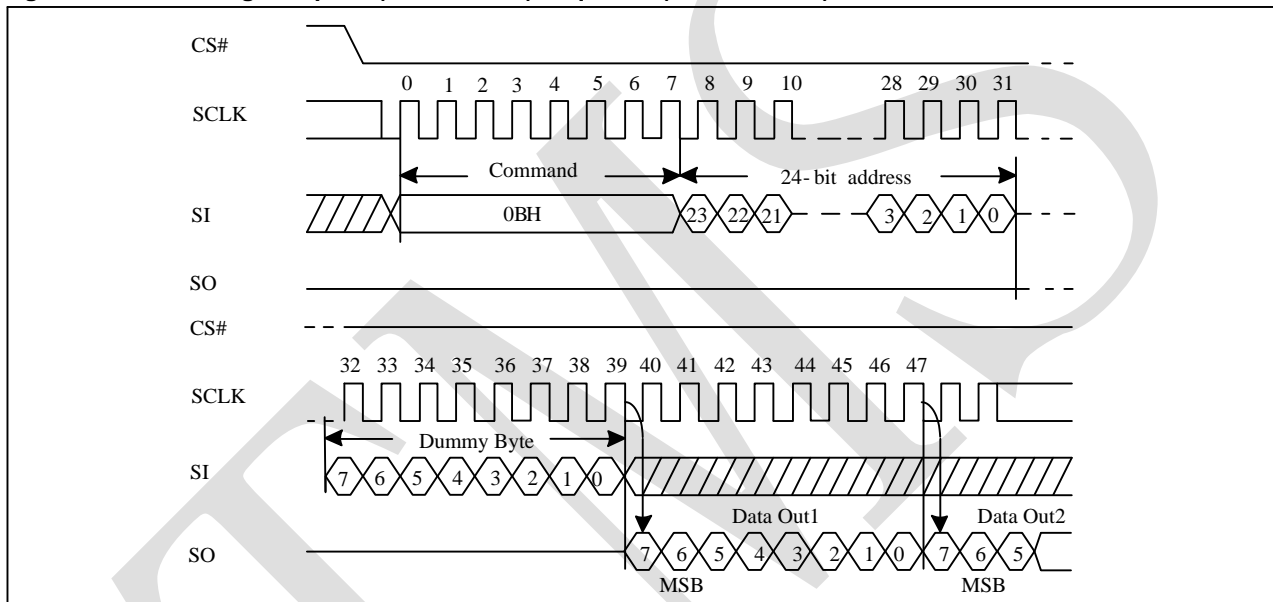 CS#
0 1 2 3 4 5 6 7 8 9 10 28 29 30 31
SCLK
Command 24-bit address
SI 0BH 23 22 21 3 2 1 0
SO
CS#
32 33 34 35 36 37 38 39 40 41 42 43 44 45 46 47
SCLK
Dummy Byte
SI 7 6 5 4 3 2 1 0
Data Out1 Data Out2
SO 7 6 5 4 3 2 1 0 7 6 5
MSB MSB